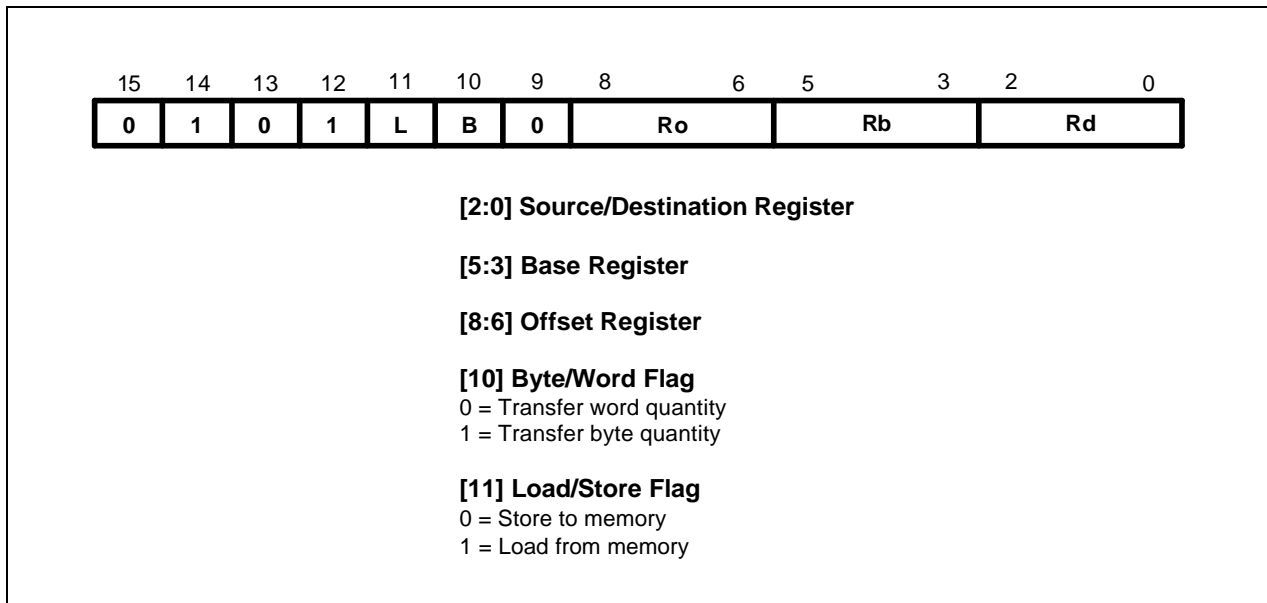 15 14 13 12 11 10 9 8 6 5 3 2 0
0 1 0 1 L B 0 Ro Rb Rd
[2:0] Source/Destination Register
[5:3] Base Register
[8:6] Offset Register
[10] Byte/Word Flag
0 = Transfer word quantity
1 = Transfer byte quantity
[11] Load/Store Flag
0 = Store to memory
1 = Load from memory